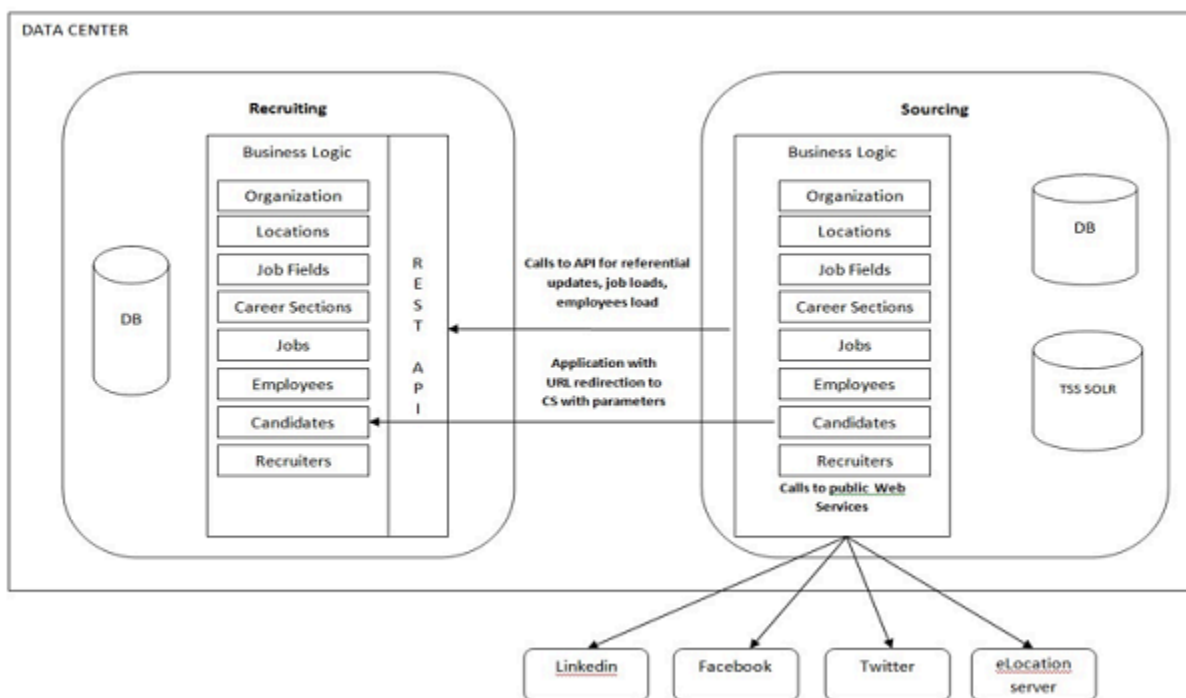 DATA CENTER
Recruiting
Business Logic
Organization
Locations
Job Fields
Career Sections
Jobs
Employees
Candidates
Recruiters
DB
R
E
S
T
A
P
I
Calls to API for referential
updates, job loads,
employees load
Application with
URL redirection to
CS with parameters
Sourcing
Business Logic
Organization
Locations
Job Fields
Career Sections
Jobs
Employees
Candidates
Recruiters
Calls to public Web
Services
DB
TSS SOLR
Linkedin
Facebook
Twitter
eLocation
server